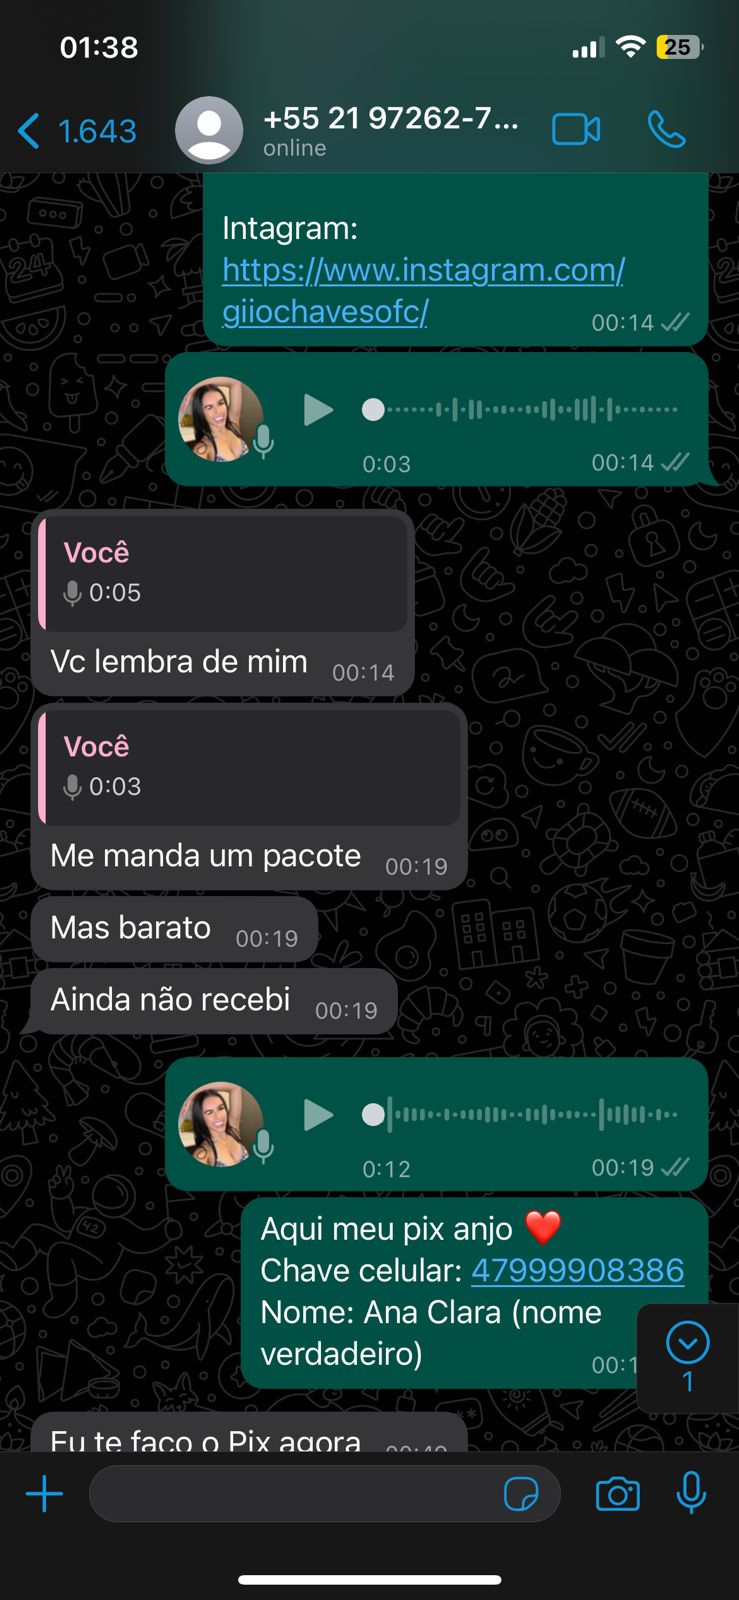 01:38
25
1.643
+55 21 97262-7...
online
Intagram:
https://www.instagram.com/
giiochavesofc/
00:14
0:03
00:14
Você
0:05
Vc lembra de mim
00:14
Você
0:03
Me manda um pacote
00:19
Mas barato
00:19
Ainda não recebi
00:19
0:12
00:19
Aqui meu pix anjo ❤️
Chave celular: 47999908386
Nome: Ana Clara (nome
verdadeiro)
00:1
1
Eu te faço o Pix agora